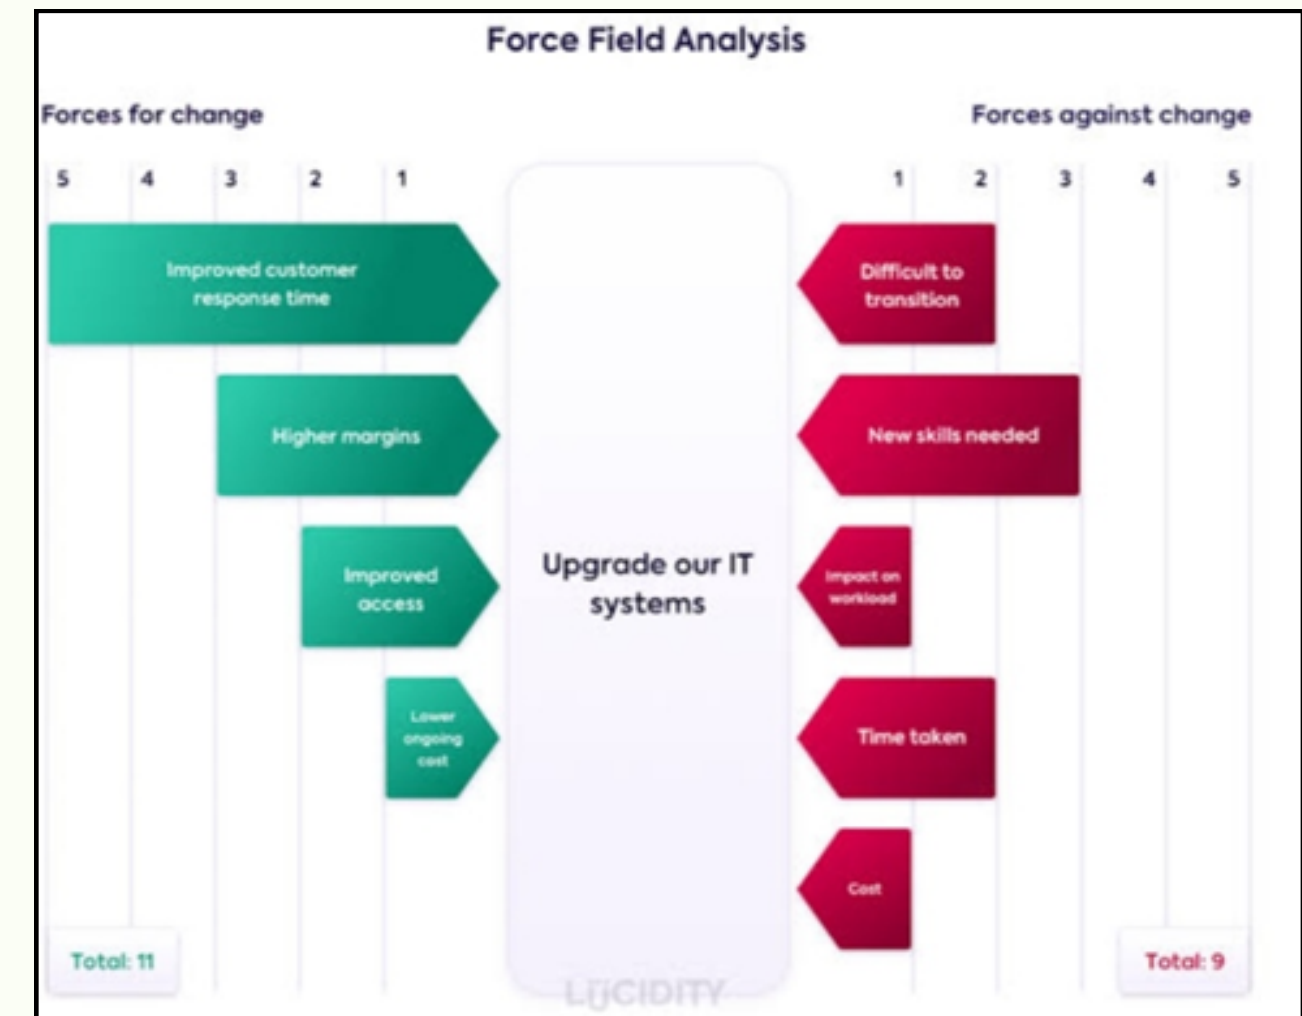 Force Field Analysis
Forces for change
Forces against change
5 4 3 2 1
1 2 3 4 5
Improved customer
response time
Difficult to
transition
Higher margins
New skills needed
Improved
access
Upgrade our IT
systems
Impact on
workload
Lower
ongoing
cost
Time taken
Cost
Total: 11
Total: 9
LUCIDITY